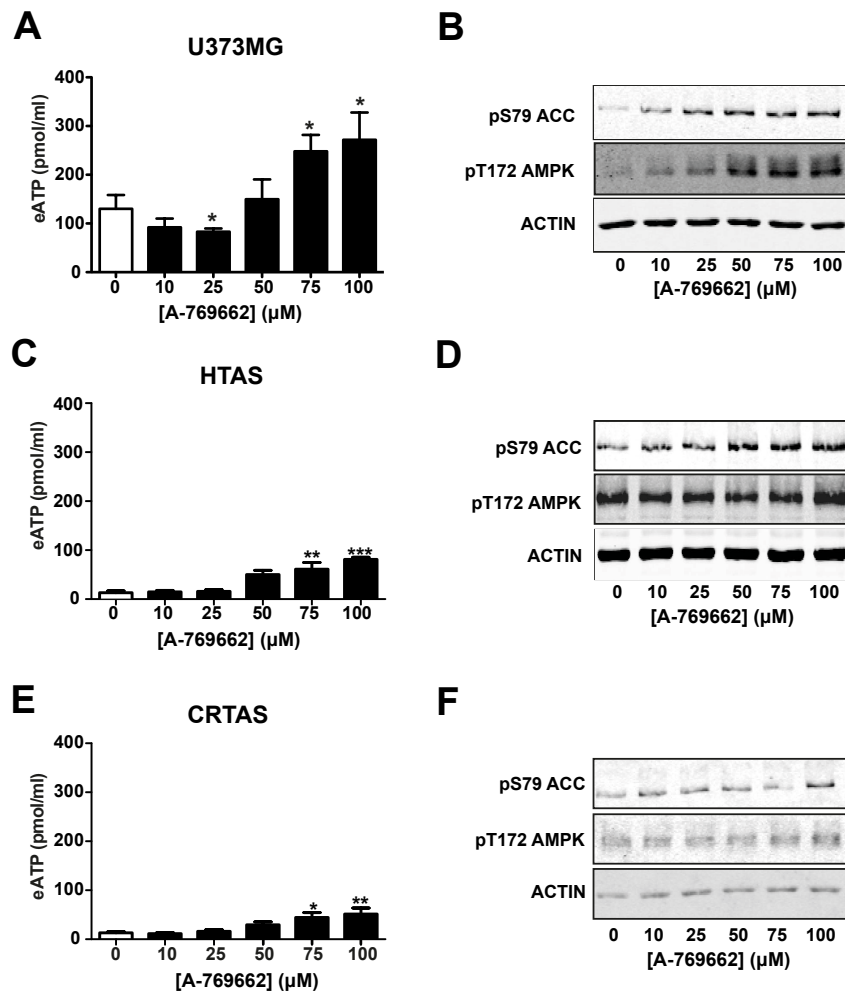 A
U373MG
eATP (pmol/ml)
400
300
200
100
0
*
*
*
0 10 25 50 75 100
[A-769662] (µM)
B
pS79 ACC
pT172 AMPK
ACTIN
0 10 25 50 75 100
[A-769662] (µM)
C
HTAS
eATP (pmol/ml)
400
300
200
100
0
** ***
0 10 25 50 75 100
[A-769662] (µM)
D
pS79 ACC
pT172 AMPK
ACTIN
0 10 25 50 75 100
[A-769662] (µM)
E
CRTAS
eATP (pmol/ml)
400
300
200
100
0
* **
0 10 25 50 75 100
[A-769662] (µM)
F
pS79 ACC
pT172 AMPK
ACTIN
0 10 25 50 75 100
[A-769662] (µM)